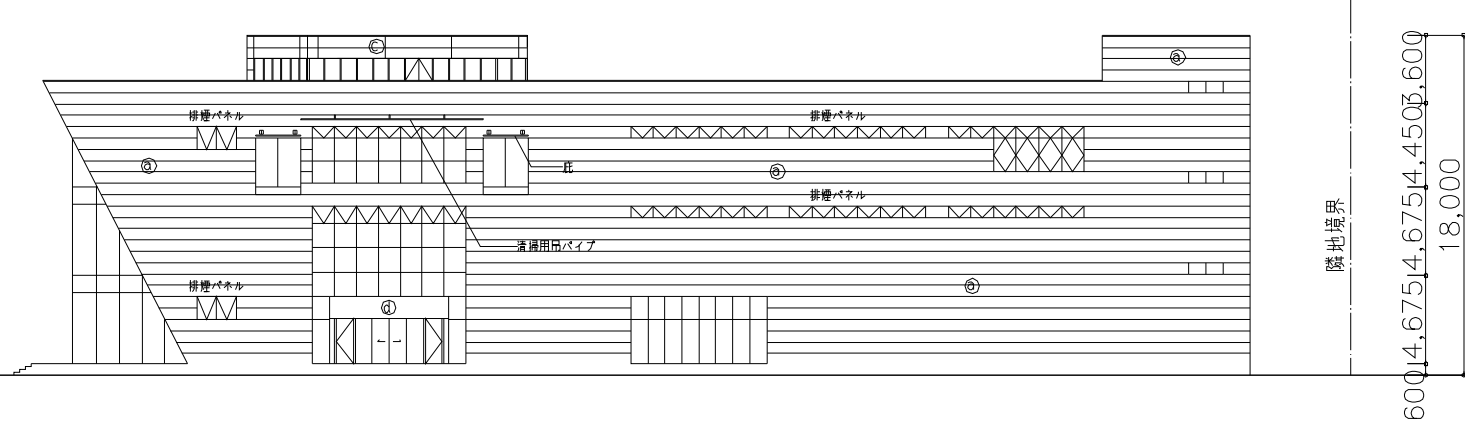 ⓒ
ⓐ
排煙パネル
排煙パネル
ⓐ
庇
ⓐ
排煙パネル
清掃用吊パイプ
排煙パネル
ⓐ
ⓓ
隣地境界
3,600
4,450
4,675
4,675
600
18,000